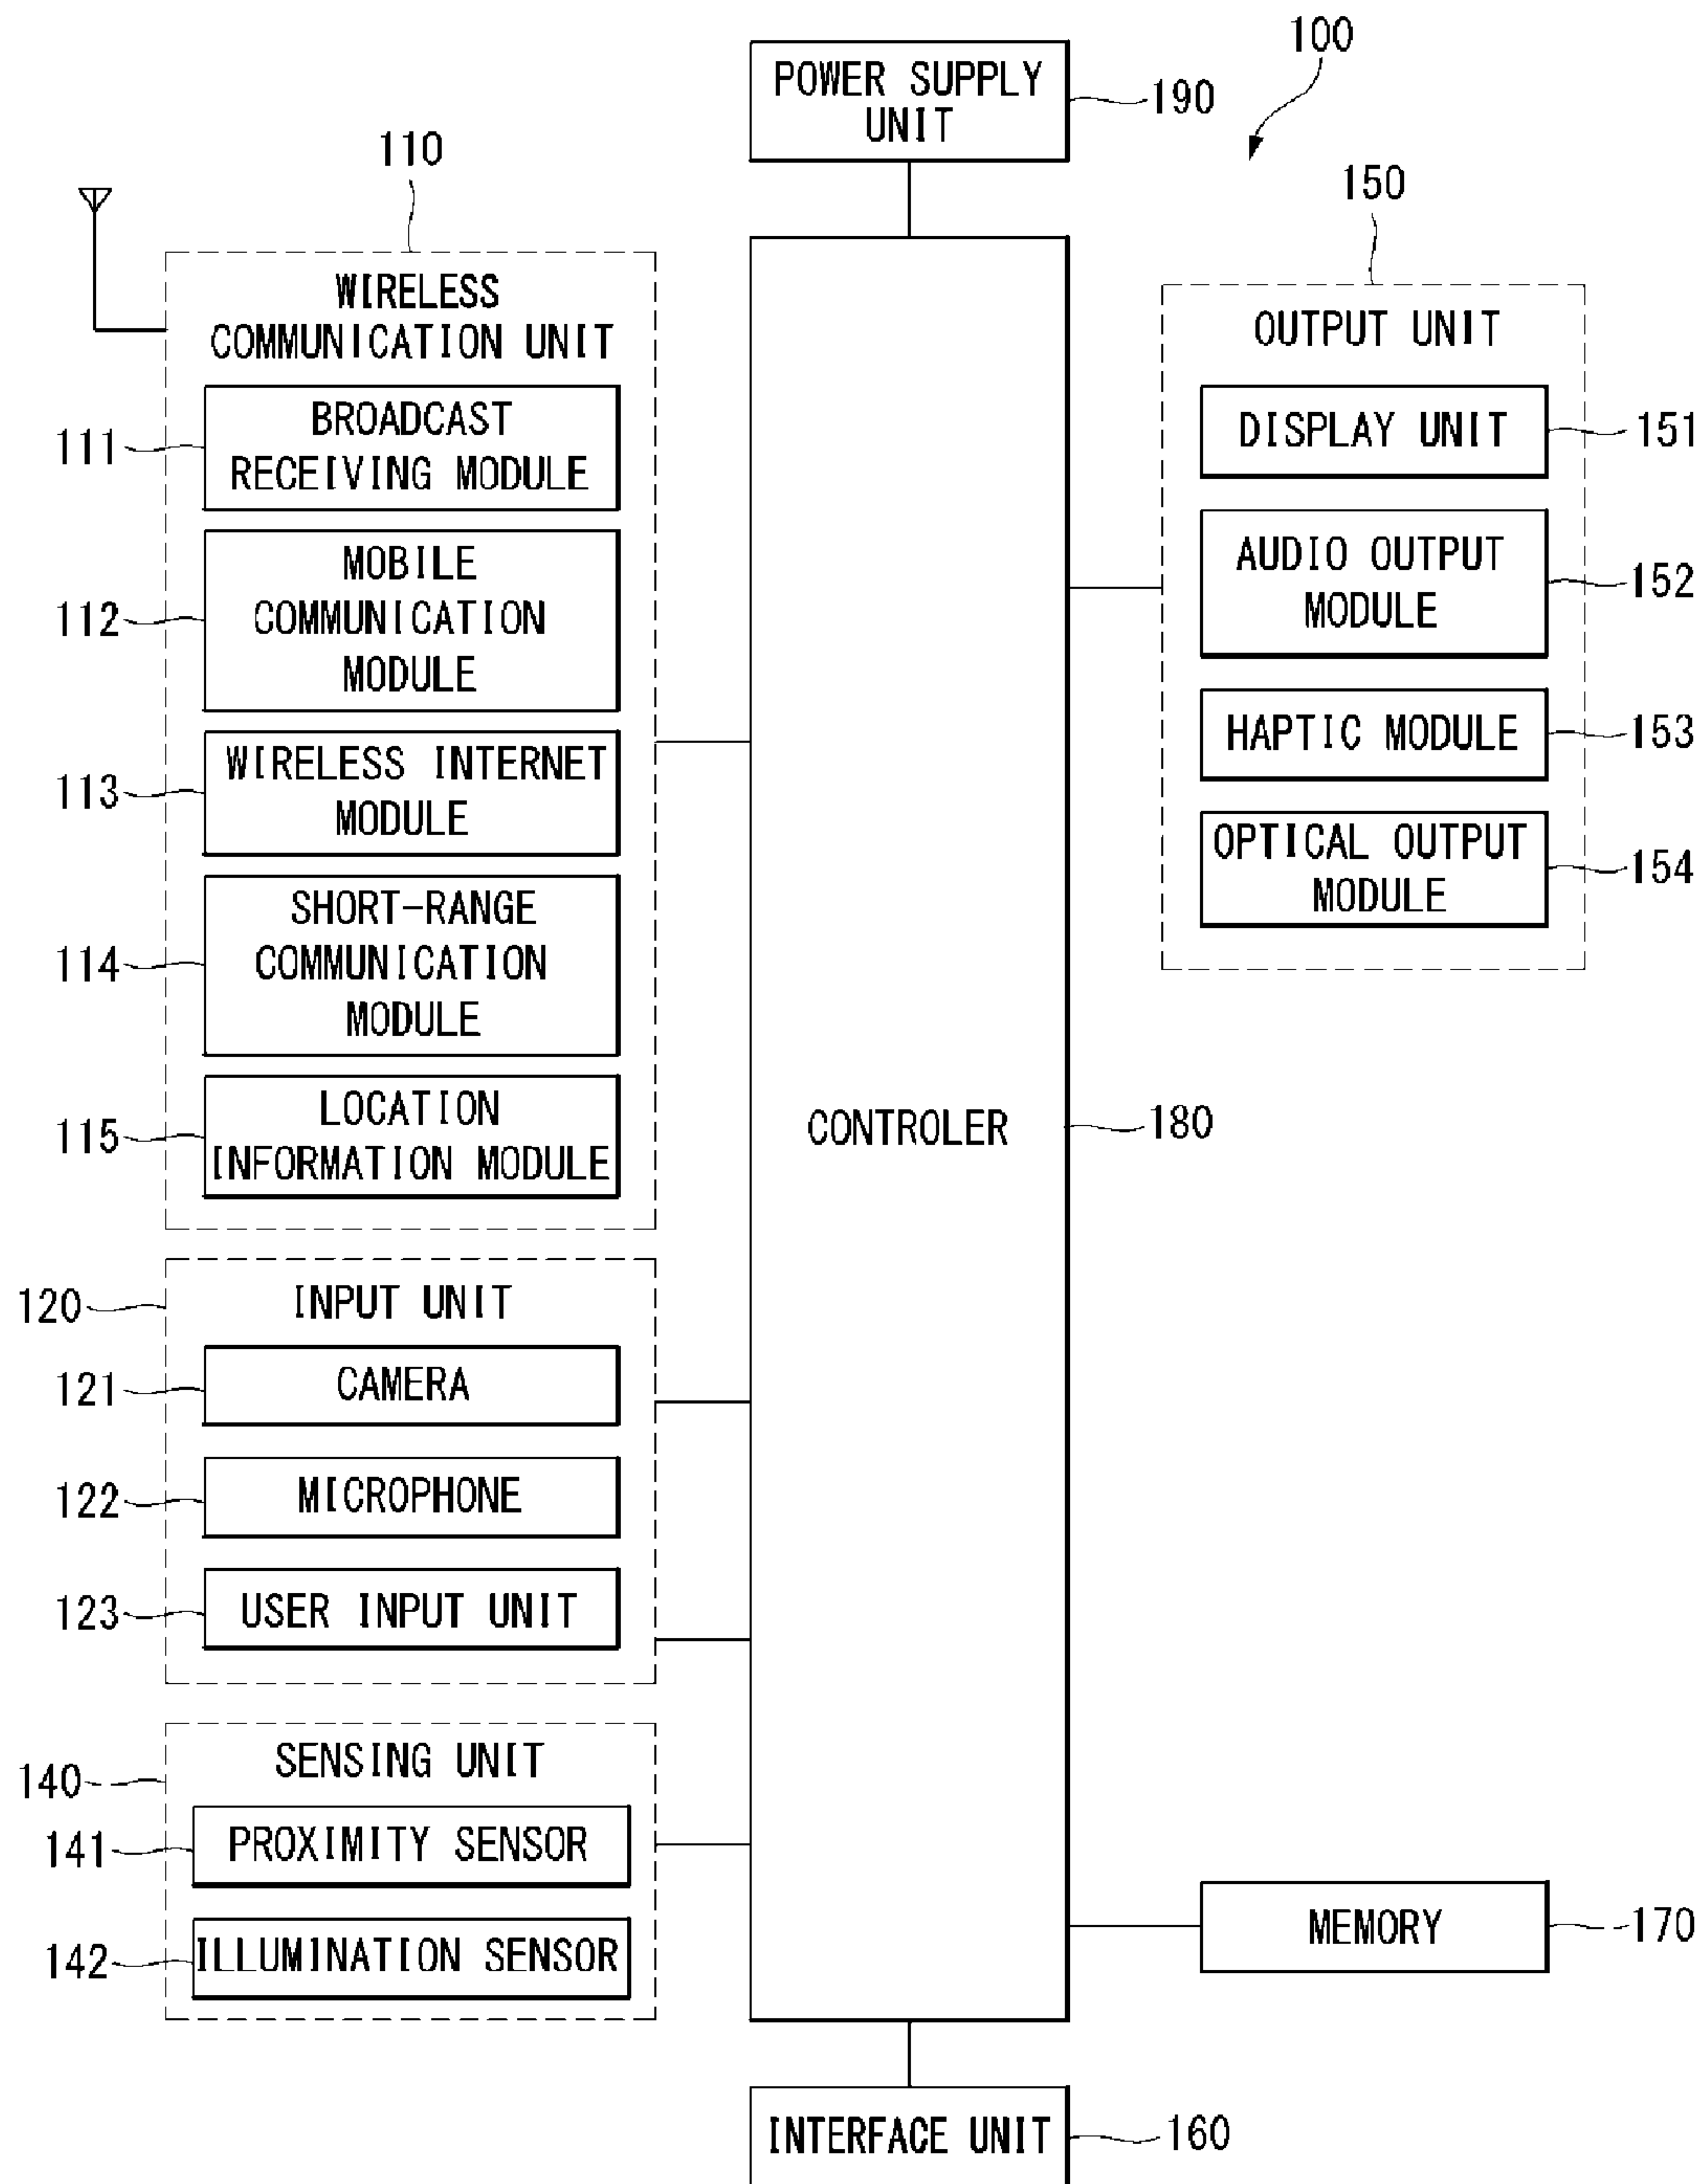 100
POWER SUPPLY
UNIT
190
110
150
WIRELESS
COMMUNICATION UNIT
BROADCAST
RECEIVING MODULE
111
MOBILE
COMMUNICATION
MODULE
112
WIRELESS INTERNET
MODULE
113
SHORT-RANGE
COMMUNICATION
MODULE
114
LOCATION
INFORMATION MODULE
115
OUTPUT UNIT
DISPLAY UNIT
151
AUDIO OUTPUT
MODULE
152
HAPTIC MODULE
153
OPTICAL OUTPUT
MODULE
154
CONTROLER
180
120
INPUT UNIT
121
CAMERA
122
MICROPHONE
123
USER INPUT UNIT
140
SENSING UNIT
141
PROXIMITY SENSOR
142
ILLUMINATION SENSOR
MEMORY
170
INTERFACE UNIT
160